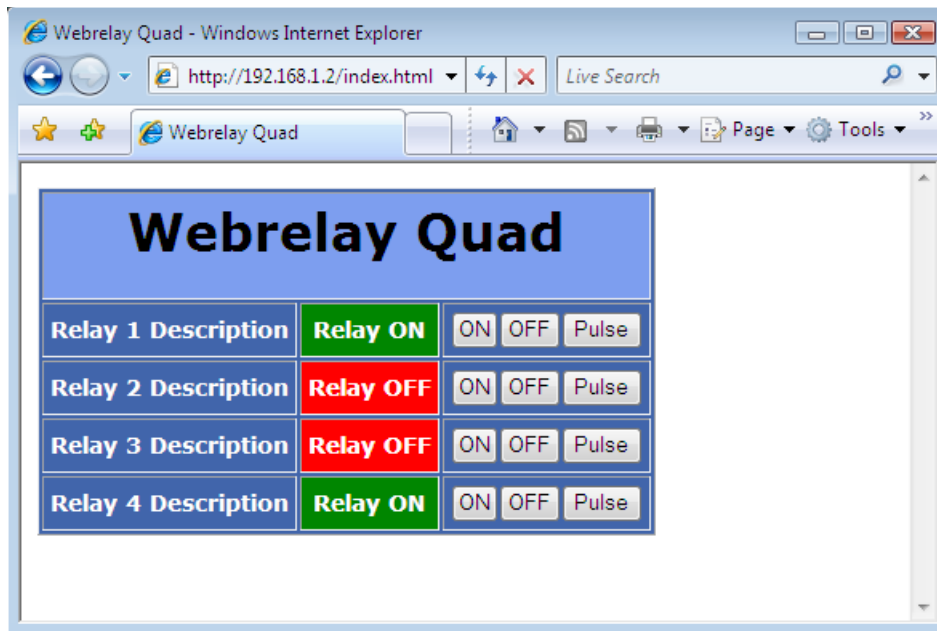 Webrelay Quad - Windows Internet Explorer
http://192.168.1.2/index.html Live Search
Webrelay Quad Page Tools
Webrelay Quad
Relay 1 Description Relay ON ON OFF Pulse
Relay 2 Description Relay OFF ON OFF Pulse
Relay 3 Description Relay OFF ON OFF Pulse
Relay 4 Description Relay ON ON OFF Pulse